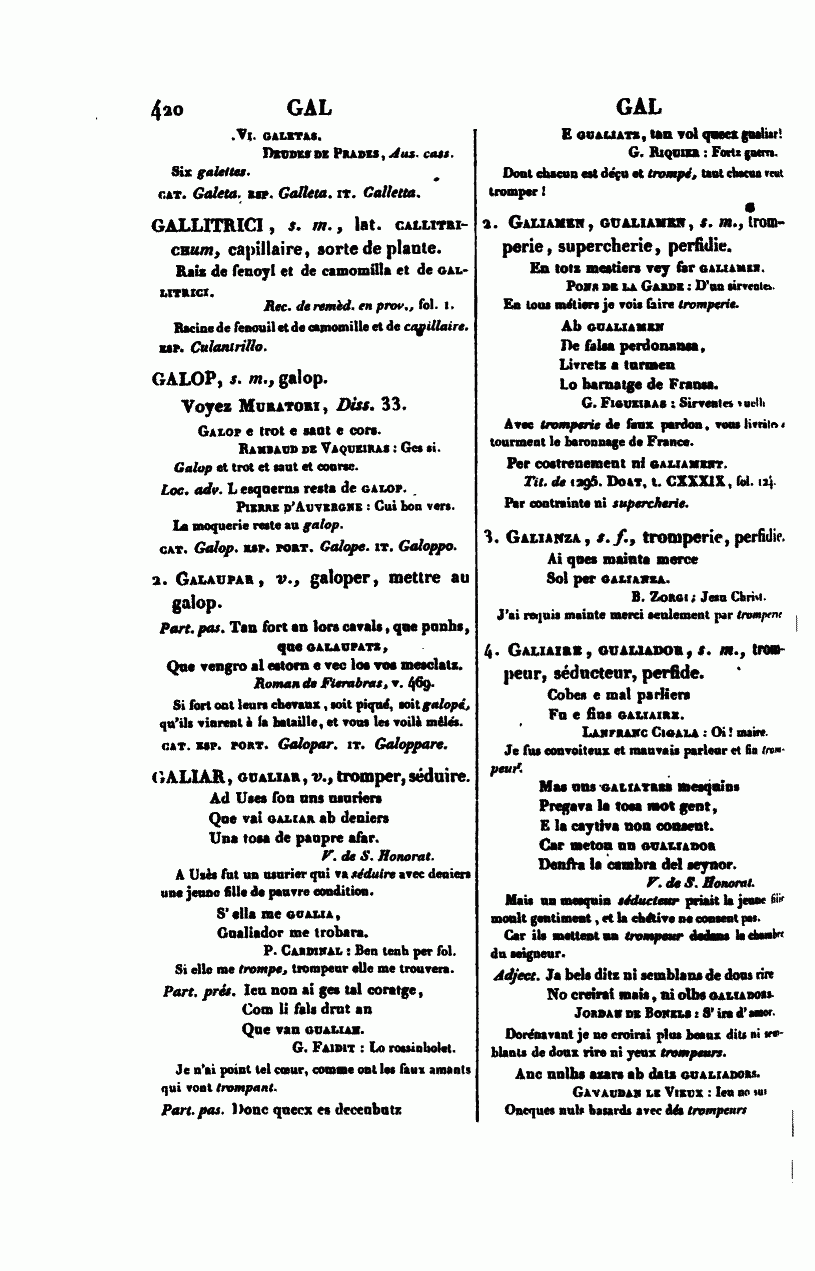 420 GAL
.VI. GALETAS.
DEUDES DE PRADES, Aus. cass.
Six galettes.
CAT. Galeta. ESP. Galleta. IT. Calletta.
GALLITRICI, s. m., lat. CALLITRI-
CHum, capillaire, sorte de plante.
Raiz de fenoyl et de camomilla et de GAL-
LITRICI.
Rec. de remèd. en prov., fol. 1.
Racine de fenouil et de camomille et de capillaire.
ESP. Culantrillo.
GALOP, s. m., galop.
Voyez MURATORI, Diss. 33.
GALOP e trot e saut e cors.
RAMBAUD DE VAQUEIRAS : Ges si.
Galop et trot et saut et course.
Loc. adv. L esquerns resta de GALOP.
PIERRE D'AUVERGNE : Cui bon vers.
La moquerie reste au galop.
CAT. Galop. ESP. PORT. Galope. IT. Galoppo.
2. GALAUPAR, v., galoper, mettre au
galop.
Part. pas. Tan fort an lors cavals, que punhs,
que GALAUPATZ,
Que vengro al estorn e vec los vos mesclatz.
Roman de Fierabras, v. 469.
Si fort ont leurs chevaux, soit piqué, soit galopé,
qu'ils vinrent à la bataille, et vous les voilà mêlés.
CAT. ESP. PORT. Galopar. IT. Galoppare.
GALIAR, GUALIAR, v., tromper, séduire.
Ad Uses fon uns usuriers
Que vai GALIAR ab deniers
Una tosa de paupre afar.
V. de S. Honorat.
A Usès fut un usurier qui va séduire avec deniers
une jeune fille de pauvre condition.
S'ella me GUALIA,
Gualiador me trobara.
P. CARDINAL : Ben tenh per fol.
Si elle me trompe, trompeur elle me trouvera.
Part. prés. Ieu non ai ges tal coratge,
Com li fals drut an
Que van GUALIAN.
G. FAIDIT : Lo rossinholet.
Je n'ai point tel cœur, comme ont les faux amants
qui vont trompant.
Part. pas. Donc quecx es decenbutz
GAL
E GUALIATZ, tan vol quecx gualiar!
G. RIQUIER : Fortz guerra.
Dont chacun est déçu et trompé, tant chacun veut
tromper !
2. GALIAMEN, GUALIAMEN, s. m., trom-
perie, supercherie, perfidie.
En totz mestiers vey far GALIAMEN.
PONS DE LA GARDE : D'un sirventes.
En tous métiers je vois faire tromperie.
Ab GUALIAMEN
De falsa perdonansa,
Livretz a turmen
Lo barnatge de Fransa.
G. FIGUEIRAS : Sirventes vuelh
Avec tromperie de faux pardon, vous livrâtes
tourment le baronnage de France.
Per costrenement ni GALIAMENT.
Tit. de 1295. DOAT, t. CXXXIX, fol. 124.
Par contrainte ni supercherie.
3. GALIANZA, s. f., tromperie, perfidie.
Ai ques mainta merce
Sol per GALIANZA.
B. ZORGI ; Jesu Christ.
J'ai requis mainte merci seulement par tromperie
4. GALIAIRE, GUALIADOR, s. m., trom-
peur, séducteur, perfide.
Cobes e mal parliers
Fu e fins GALIAIRE.
LANFRANC CIGALA : Oi! maire.
Je fus convoiteux et mauvais parleur et fin trom-
peur.
Mas uns GALIATRES mesquins
Pregava la tosa mot gent,
E la caytiva non consent.
Car meton un GUALIADOR
Denfra la cambra del seynor.
V. de S. Honorat.
Mais un mesquin séducteur priait la jeune fille
moult gentiment, et la chétive ne consent pas.
Car ils mettent un trompeur dedans la chambre
du seigneur.
Adject. Ja bels ditz ni semblans de dous rire
No creirai mais, ni olhs GALIADORS.
JORDAN DE BONELS : S' ira d'amor.
Dorénavant je ne croirai plus beaux dits ni sem-
blants de doux rire ni yeux trompeurs.
Anc nulhs azars ab datz GUALIADORS.
GAVAUDAN LE VIEUX : Ieu no sui
Oncques nuls hasards avec dés trompeurs